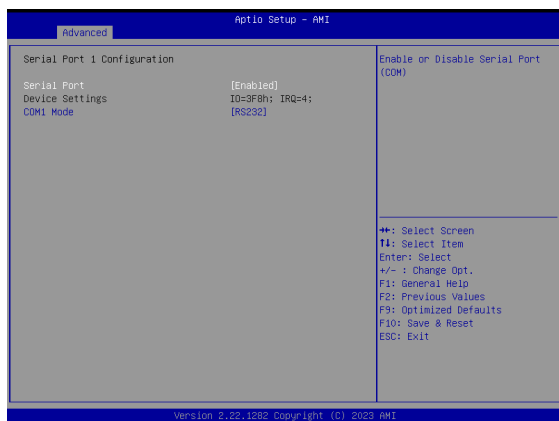 Aptio Setup - AMI
Advanced
Serial Port 1 Configuration
Serial Port [Enabled]
Device Settings IO=3F8h; IRQ=4;
COM1 Mode [RS232]
Enable or Disable Serial Port
(COM)
→←: Select Screen
↑↓: Select Item
Enter: Select
+/- : Change Opt.
F1: General Help
F2: Previous Values
F9: Optimized Defaults
F10: Save & Reset
ESC: Exit
Version 2.22.1282 Copyright (C) 2023 AMI